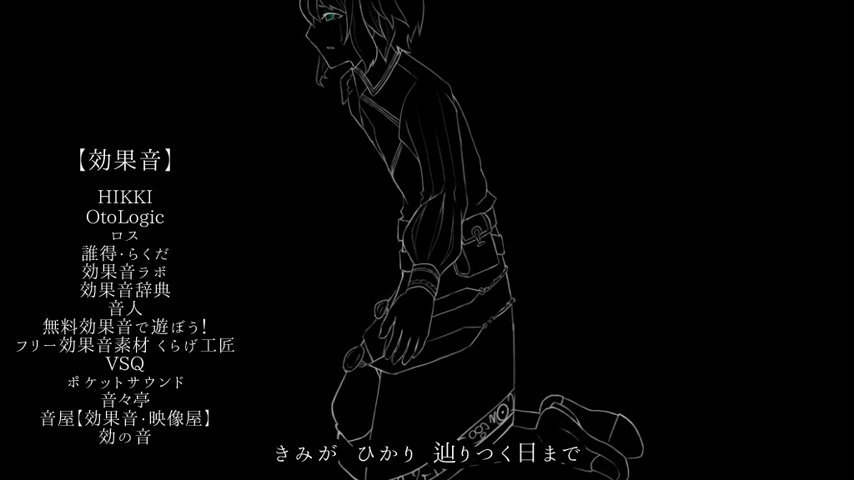 【効果音】
HIKKI
OtoLogic
ロス
誰得・らくだ
効果音ラボ
効果音辞典
音人
無料効果音で遊ぼう!
フリー効果音素材 くらげ工匠
VSQ
ポケットサウンド
音々亭
音屋【効果音・映像屋】
効の音
きみが ひかり 辿りつく日まで